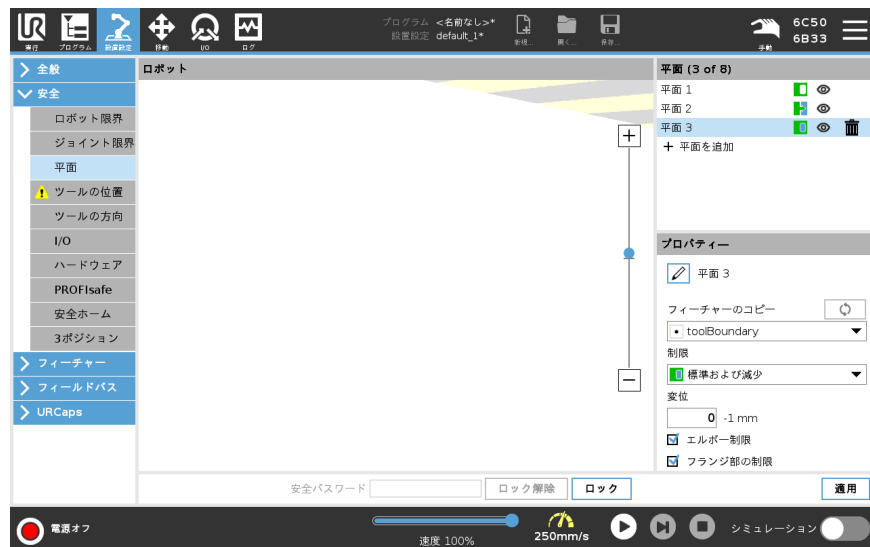 プログラム <名前なし>*
設置設定 default_1*
実行 プログラム 設置設定 移動 I/O ログ
新規... 開く... 保存...
手動
6C50
6B33
全般
安全
ロボット限界
ジョイント限界
平面
ツールの位置
ツールの方向
I/O
ハードウェア
PROFIsafe
安全ホーム
3ポジション
フィーチャー
フィールドバス
URCaps
ロボット
平面 (3 of 8)
平面 1
平面 2
平面 3
平面を追加
プロパティー
平面 3
フィーチャーのコピー
toolBoundary
制限
標準および減少
変位
0 -1 mm
エルボー制限
フランジ部の制限
安全パスワード ロック解除 ロック 適用
電源オフ
速度 100%
250mm/s
シミュレーション